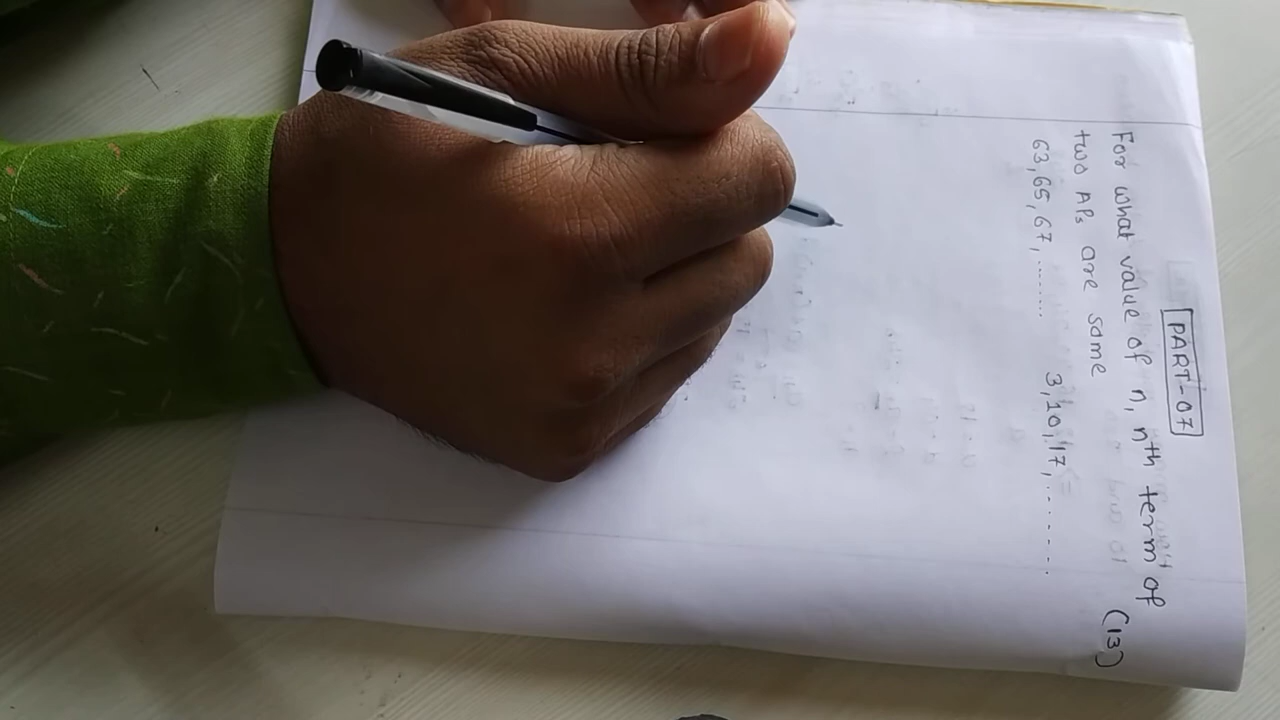 PART-07
For what value of n, nth term of
two APs are same (13)
63, 65, 67, ........ 3, 10, 17, ........